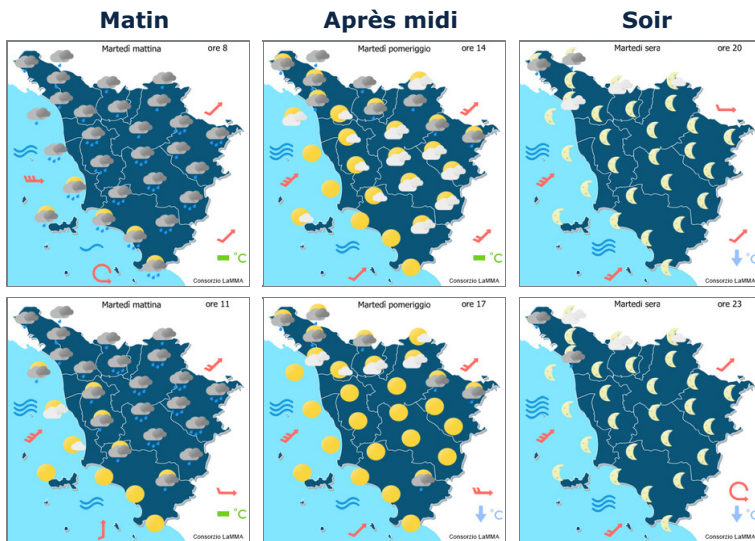 Matin
Après midi
Soir
Martedì mattina ore 8
Martedì pomeriggio ore 14
Martedì sera ore 20
°C
°C
°C
Consorzio LaMMA
Consorzio LaMMA
Consorzio LaMMA
Martedì mattina ore 11
Martedì pomeriggio ore 17
Martedì sera ore 23
°C
°C
°C
Consorzio LaMMA
Consorzio LaMMA
Consorzio LaMMA